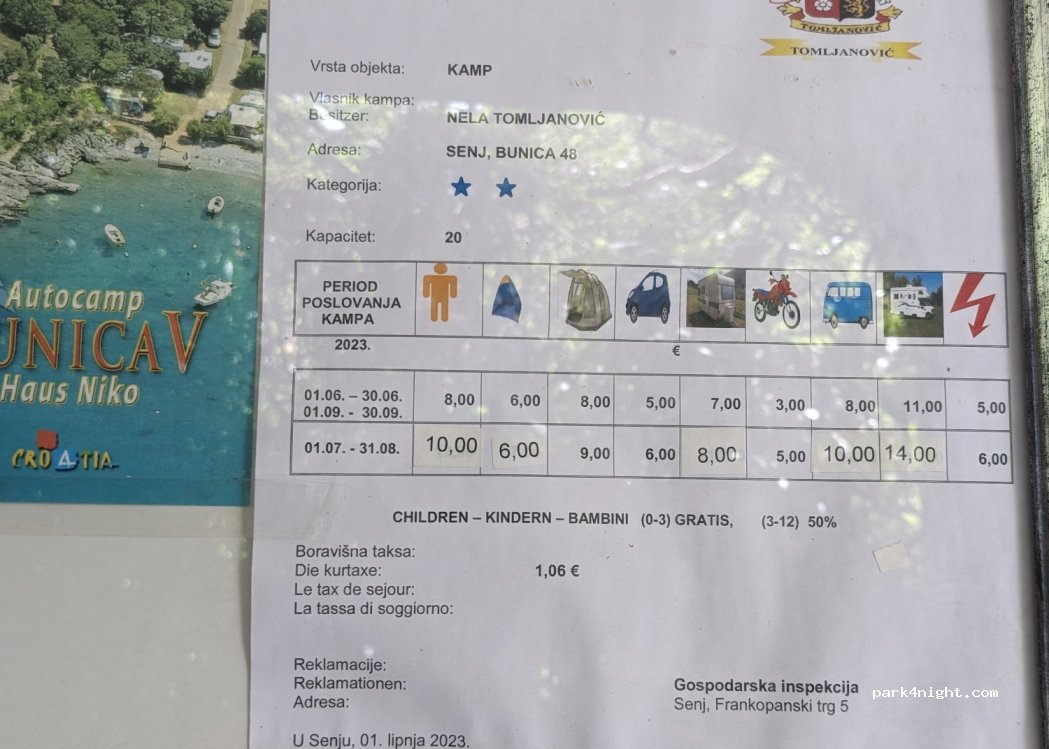 TOMLJANOVIĆ
TOMLJANOVIĆ
Vrsta objekta: KAMP
Vlasnik kampa:
Besitzer: NELA TOMLJANOVIĆ
Adresa: SENJ, BUNICA 48
Kategorija:
Kapacitet: 20
PERIOD
POSLOVANJA
KAMPA
2023. €
01.06. – 30.06.
01.09. - 30.09. 8,00 6,00 8,00 5,00 7,00 3,00 8,00 11,00 5,00
01.07. - 31.08. 10,00 6,00 9,00 6,00 8,00 5,00 10,00 14,00 6,00
CHILDREN – KINDERN – BAMBINI (0-3) GRATIS, (3-12) 50%
Boravišna taksa:
Die kurtaxe: 1,06 €
Le tax de sejour:
La tassa di soggiorno:
Reklamacije:
Reklamationen:
Adresa:
Gospodarska inspekcija
Senj, Frankopanski trg 5
U Senju, 01. lipnja 2023.
Autocamp
UNICA V
Haus Niko
CROATIA
park4night.com